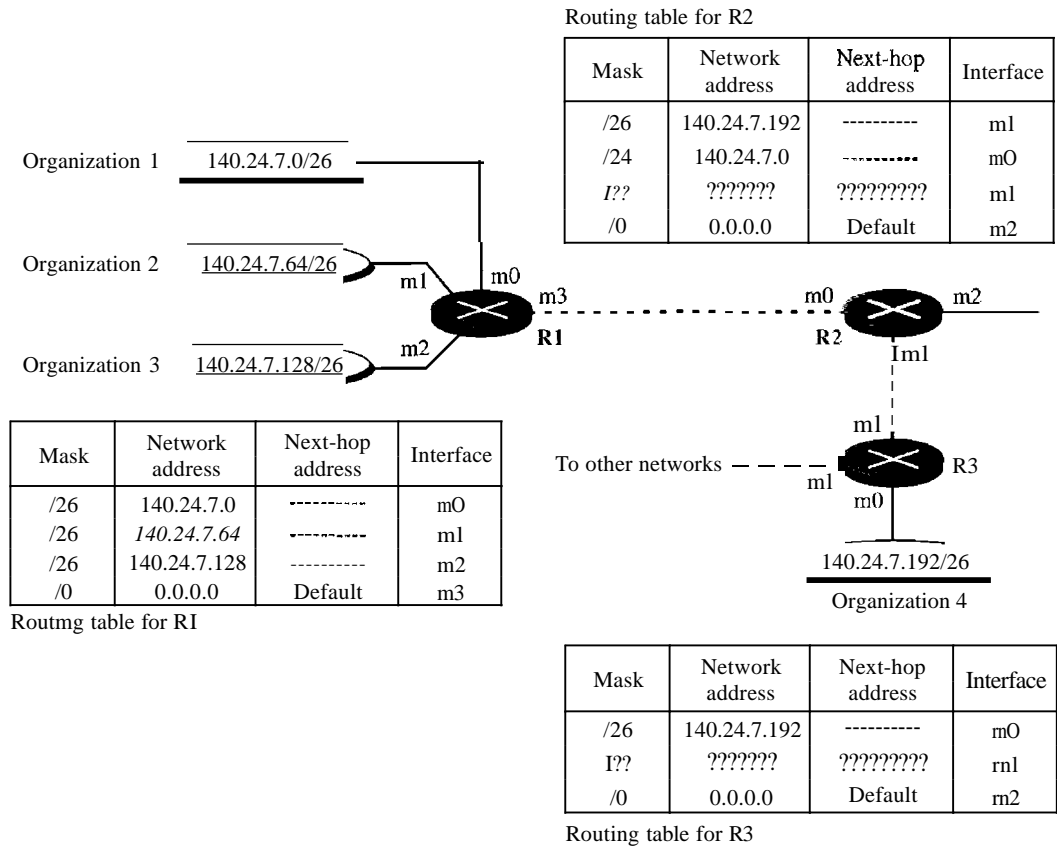 Routing table for R2
Mask Network address Next-hop address Interface
/26 140.24.7.192 ---------- ml
/24 140.24.7.0 ---------- mO
I?? ??????? ????????? ml
/0 0.0.0.0 Default m2
Organization 1 140.24.7.0/26
Organization 2 140.24.7.64/26
Organization 3 140.24.7.128/26
m1 m0
m2
m3
R1
m0
R2
m2
Iml
ml
R3
To other networks
ml
m0
140.24.7.192/26
Organization 4
Mask Network address Next-hop address Interface
/26 140.24.7.0 ---------- mO
/26 140.24.7.64 ---------- ml
/26 140.24.7.128 ---------- m2
/0 0.0.0.0 Default m3
Routmg table for RI
Mask Network address Next-hop address Interface
/26 140.24.7.192 ---------- mO
I?? ??????? ????????? rnl
/0 0.0.0.0 Default rn2
Routing table for R3